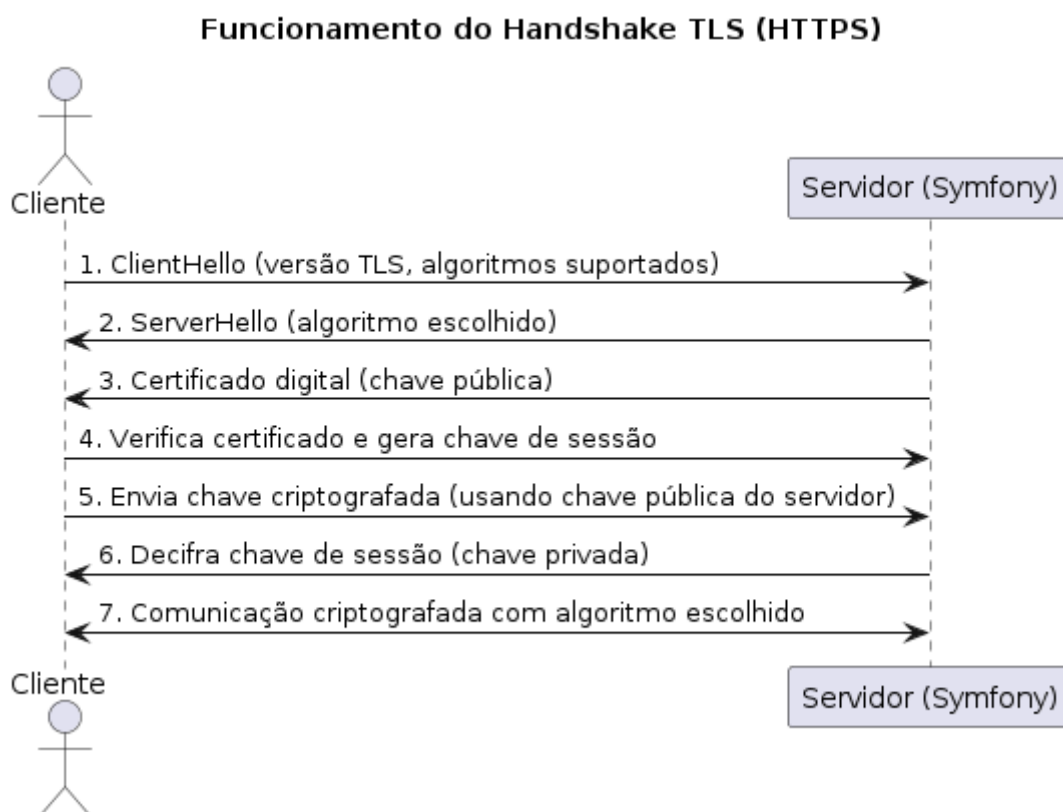 Funcionamento do Handshake TLS (HTTPS)
Cliente
Servidor (Symfony)
1. ClientHello (versão TLS, algoritmos suportados)
2. ServerHello (algoritmo escolhido)
3. Certificado digital (chave pública)
4. Verifica certificado e gera chave de sessão
5. Envia chave criptografada (usando chave pública do servidor)
6. Decifra chave de sessão (chave privada)
7. Comunicação criptografada com algoritmo escolhido
Cliente
Servidor (Symfony)